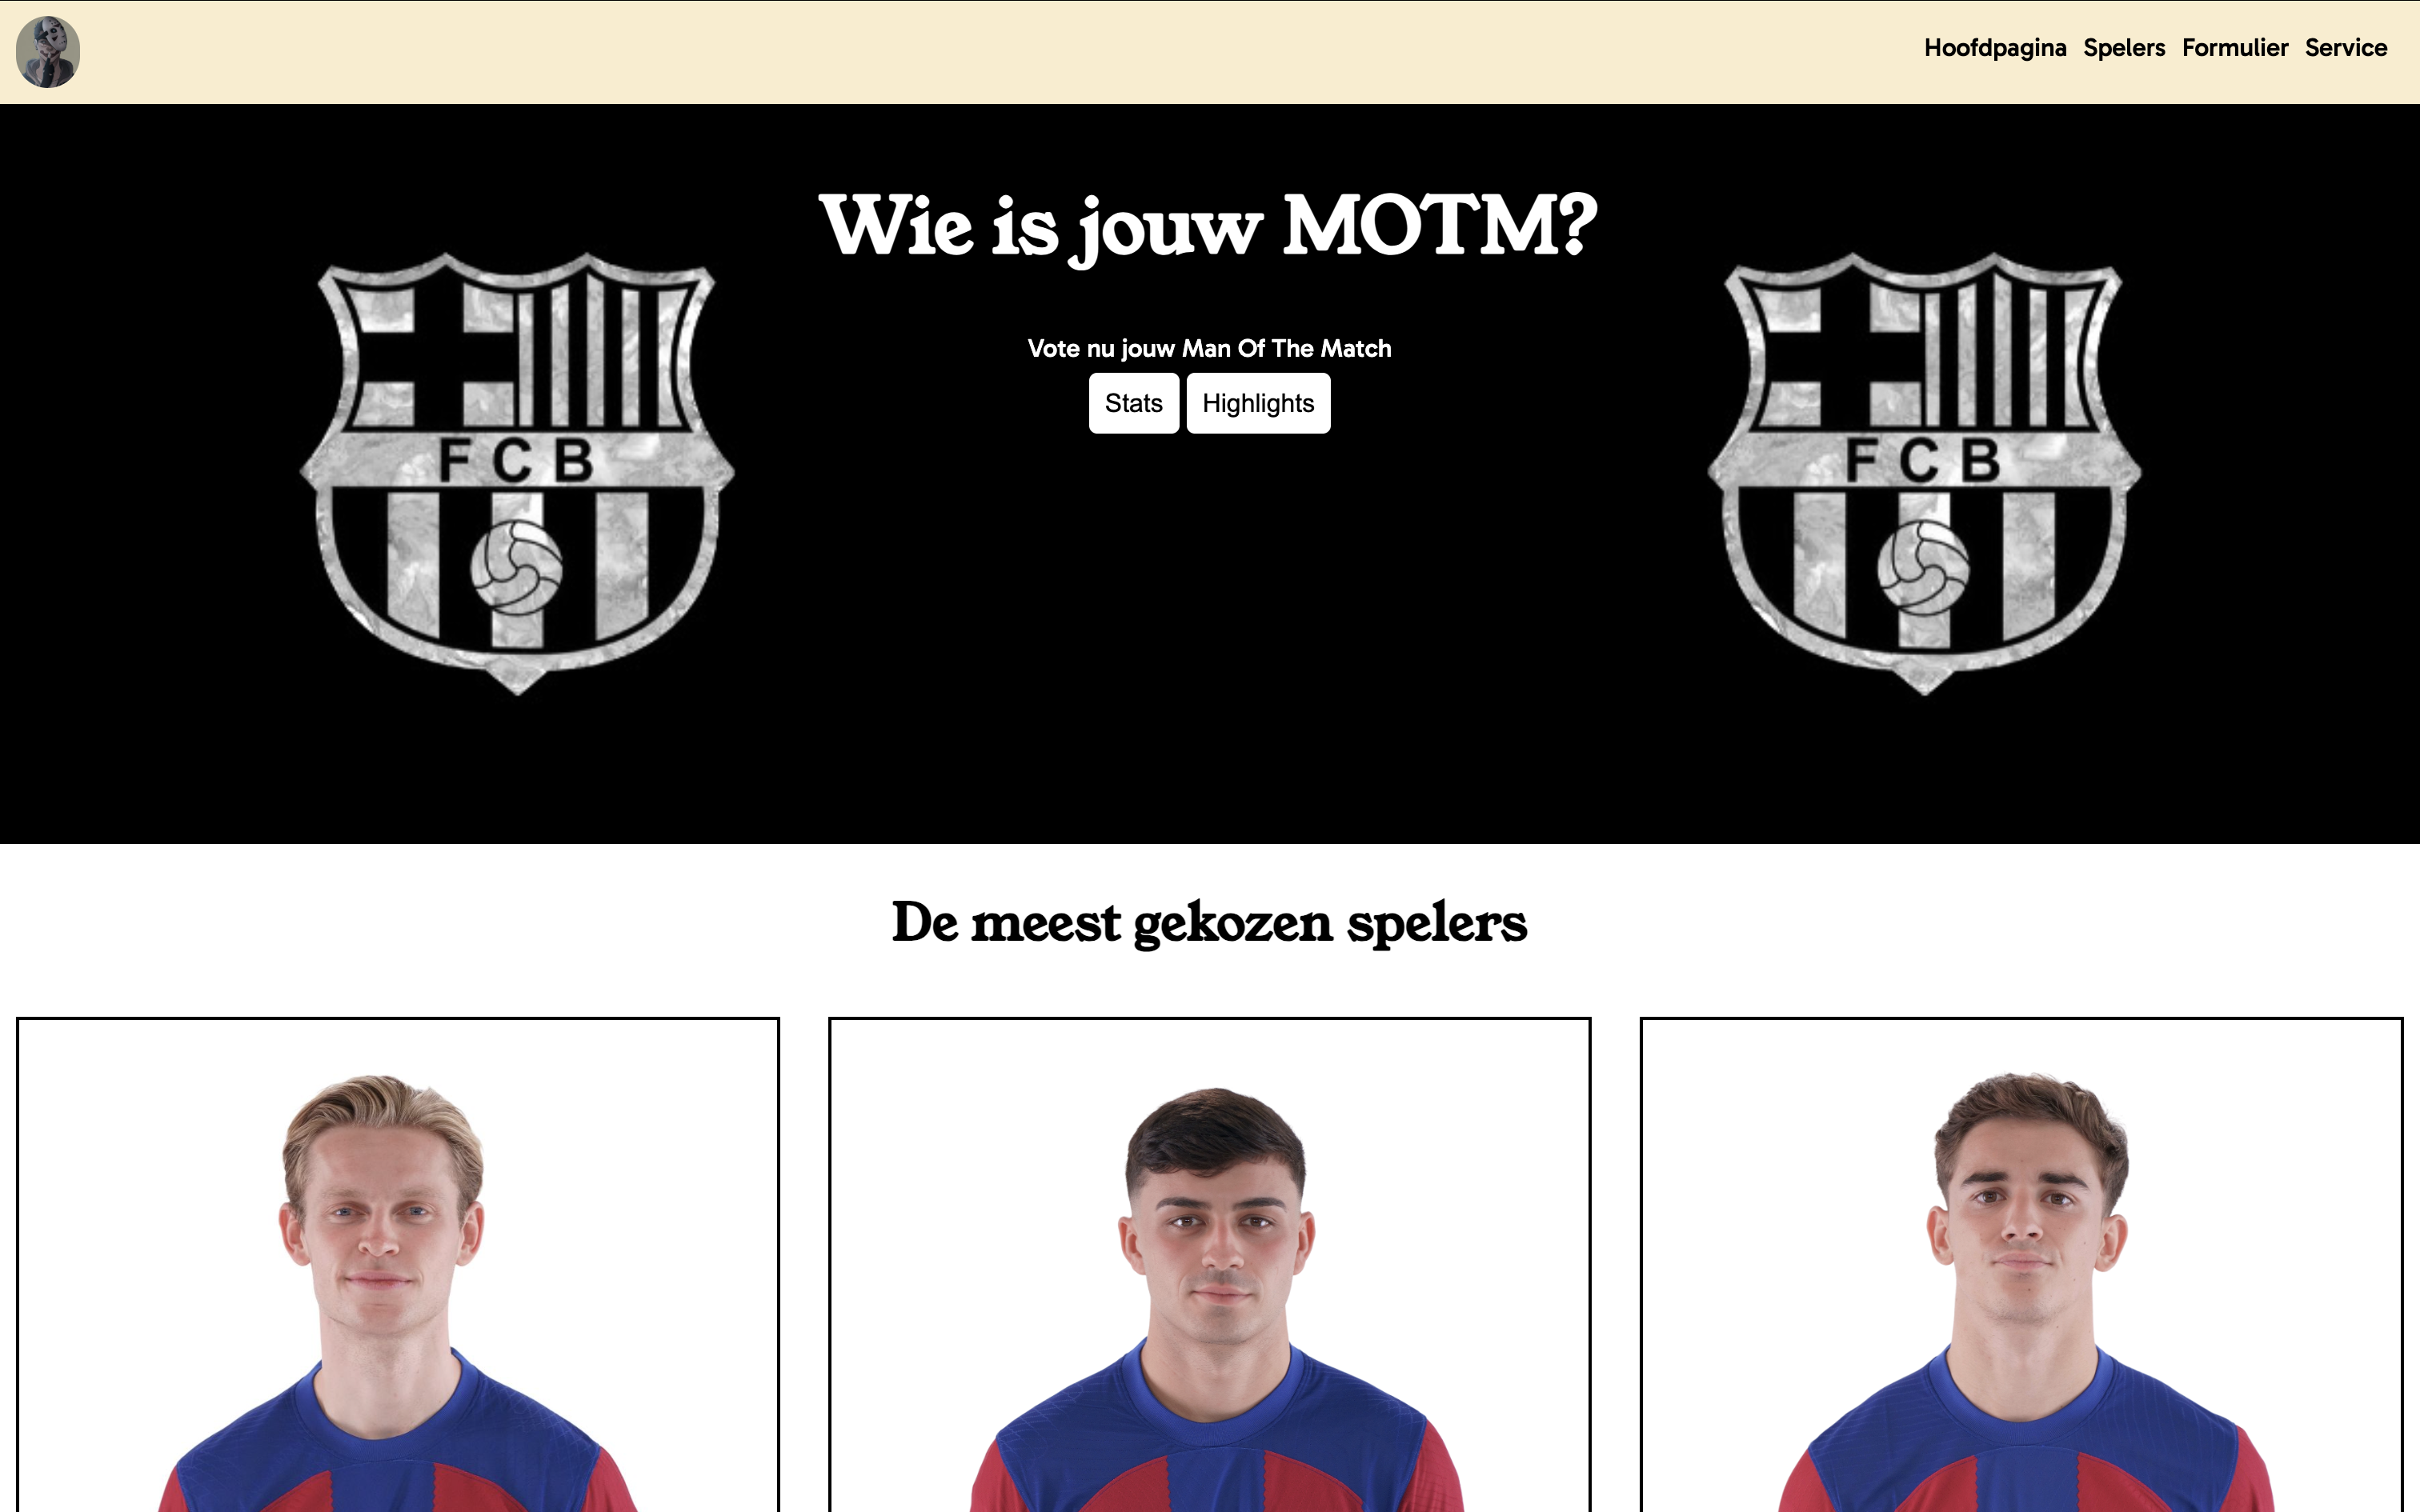 Hoofdpagina Spelers Formulier Service
Wie is jouw MOTM?
Vote nu jouw Man Of The Match
Stats Highlights
FCB
FCB
De meest gekozen spelers